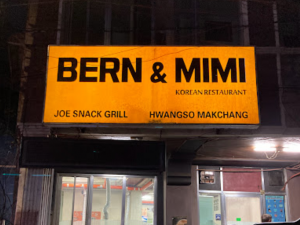 BERN & MIMI
KOREAN RESTAURANT
JOE SNACK GRILL HWANGSO MAKCHANG